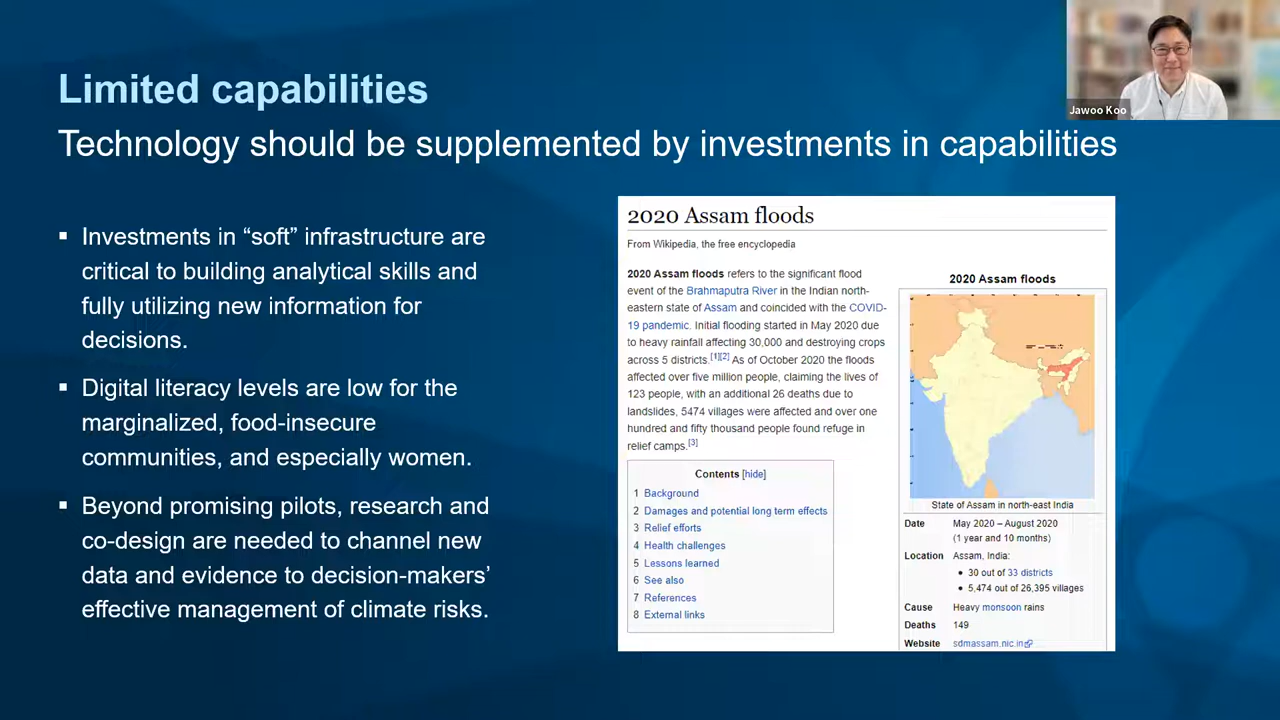 Jawoo Koo
Limited capabilities
Technology should be supplemented by investments in capabilities
▪ Investments in “soft” infrastructure are
critical to building analytical skills and
fully utilizing new information for
decisions.
▪ Digital literacy levels are low for the
marginalized, food-insecure
communities, and especially women.
▪ Beyond promising pilots, research and
co-design are needed to channel new
data and evidence to decision-makers’
effective management of climate risks.
2020 Assam floods
From Wikipedia, the free encyclopedia
2020 Assam floods refers to the significant flood
event of the Brahmaputra River in the Indian north-
eastern state of Assam and coincided with the COVID-
19 pandemic. Initial flooding started in May 2020 due
to heavy rainfall affecting 30,000 and destroying crops
across 5 districts.[1][2] As of October 2020 the floods
affected over five million people, claiming the lives of
123 people, with an additional 26 deaths due to
landslides, 5474 villages were affected and over one
hundred and fifty thousand people found refuge in
relief camps.[3]
Contents [hide]
1 Background
2 Damages and potential long term effects
3 Relief efforts
4 Health challenges
5 Lessons learned
6 See also
7 References
8 External links
2020 Assam floods
State of Assam in north-east India
Date May 2020 – August 2020
(1 year and 10 months)
Location Assam, India:
• 30 out of 33 districts
• 5,474 out of 26,395 villages
Cause Heavy monsoon rains
Deaths 149
Website sdmassam.nic.in